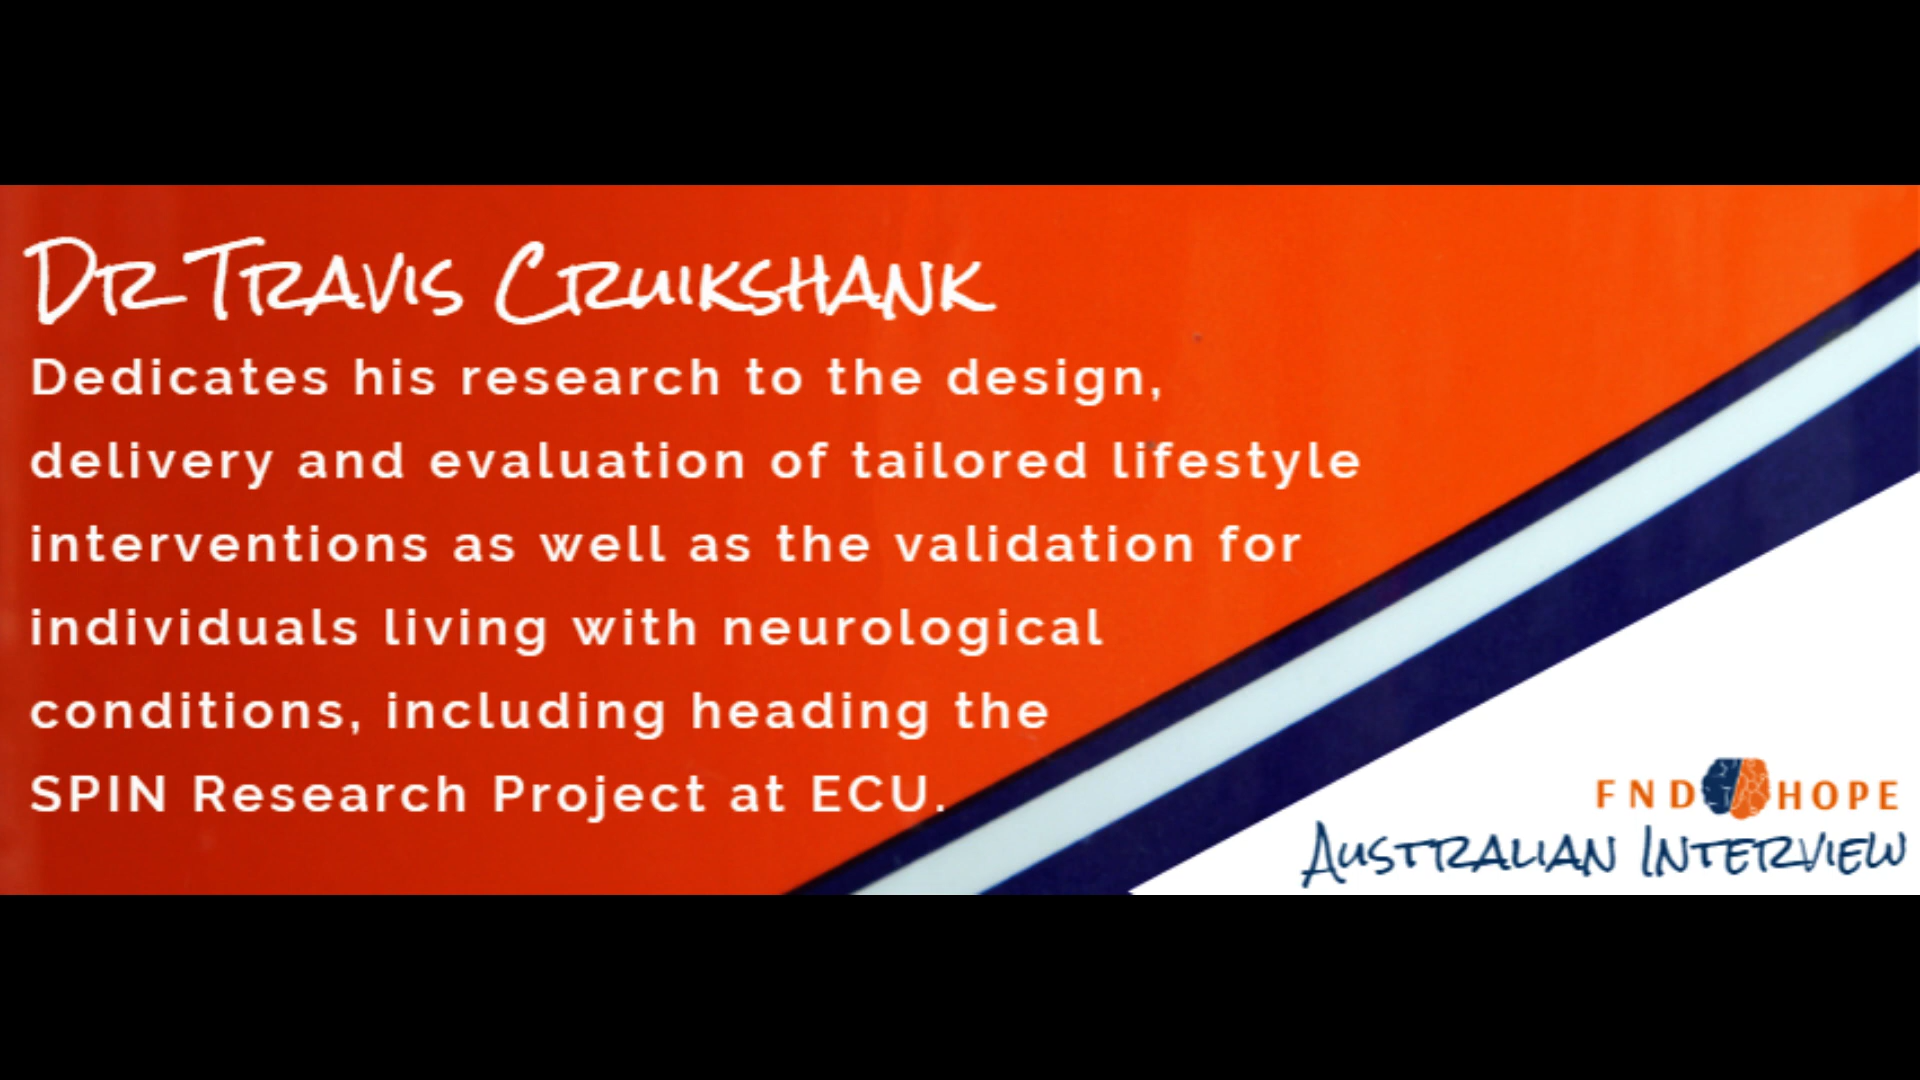 Dr Travis Cruikshank
Dedicates his research to the design,
delivery and evaluation of tailored lifestyle
interventions as well as the validation for
individuals living with neurological
conditions, including heading the
SPIN Research Project at ECU.
FND HOPE
Australian Interview